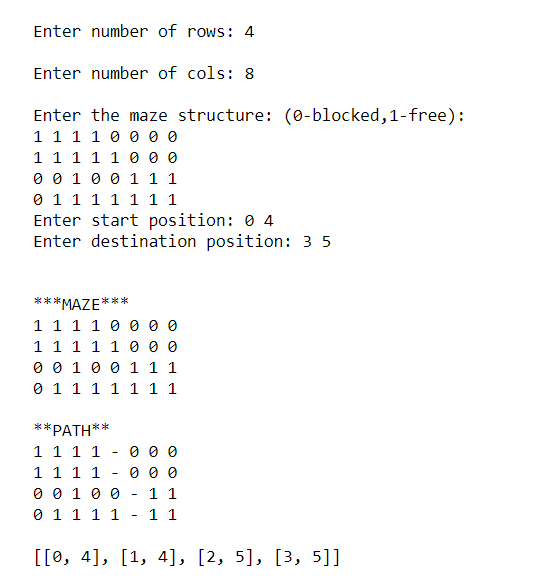 Enter number of rows: 4
Enter number of cols: 8
Enter the maze structure: (0-blocked,1-free):
1 1 1 1 0 0 0 0
1 1 1 1 1 0 0 0
0 0 1 0 0 1 1 1
0 1 1 1 1 1 1 1
Enter start position: 0 4
Enter destination position: 3 5
***MAZE***
1 1 1 1 0 0 0 0
1 1 1 1 1 0 0 0
0 0 1 0 0 1 1 1
0 1 1 1 1 1 1 1
**PATH**
1 1 1 1 - 0 0 0
1 1 1 1 - 0 0 0
0 0 1 0 0 - 1 1
0 1 1 1 1 - 1 1
[[0, 4], [1, 4], [2, 5], [3, 5]]